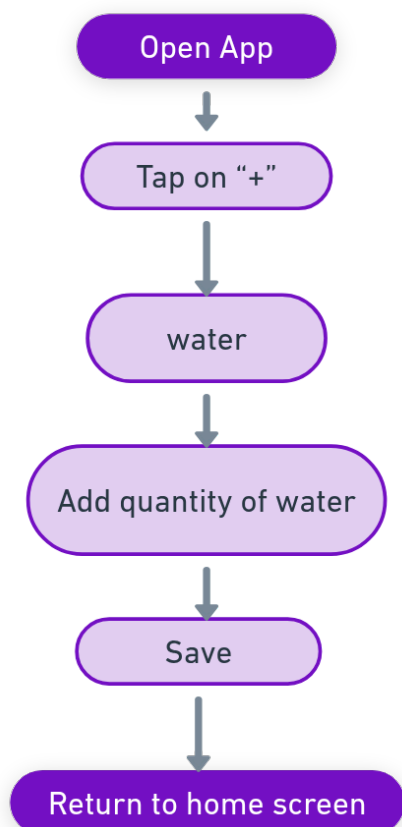 Open App
Tap on “+”
water
Add quantity of water
Save
Return to home screen